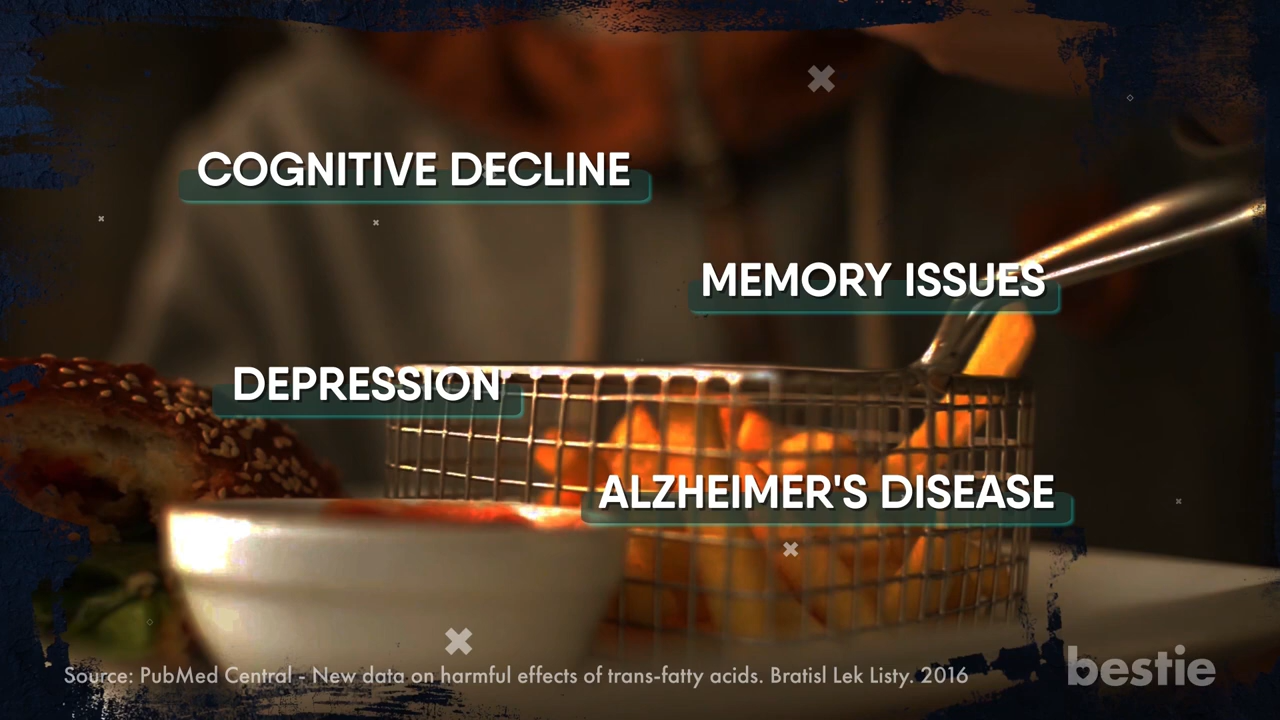 COGNITIVE DECLINE
MEMORY ISSUES
DEPRESSION
ALZHEIMER'S DISEASE
Source: PubMed Central - New data on harmful effects of trans-fatty acids. Bratisl Lek Listy. 2016
bestie